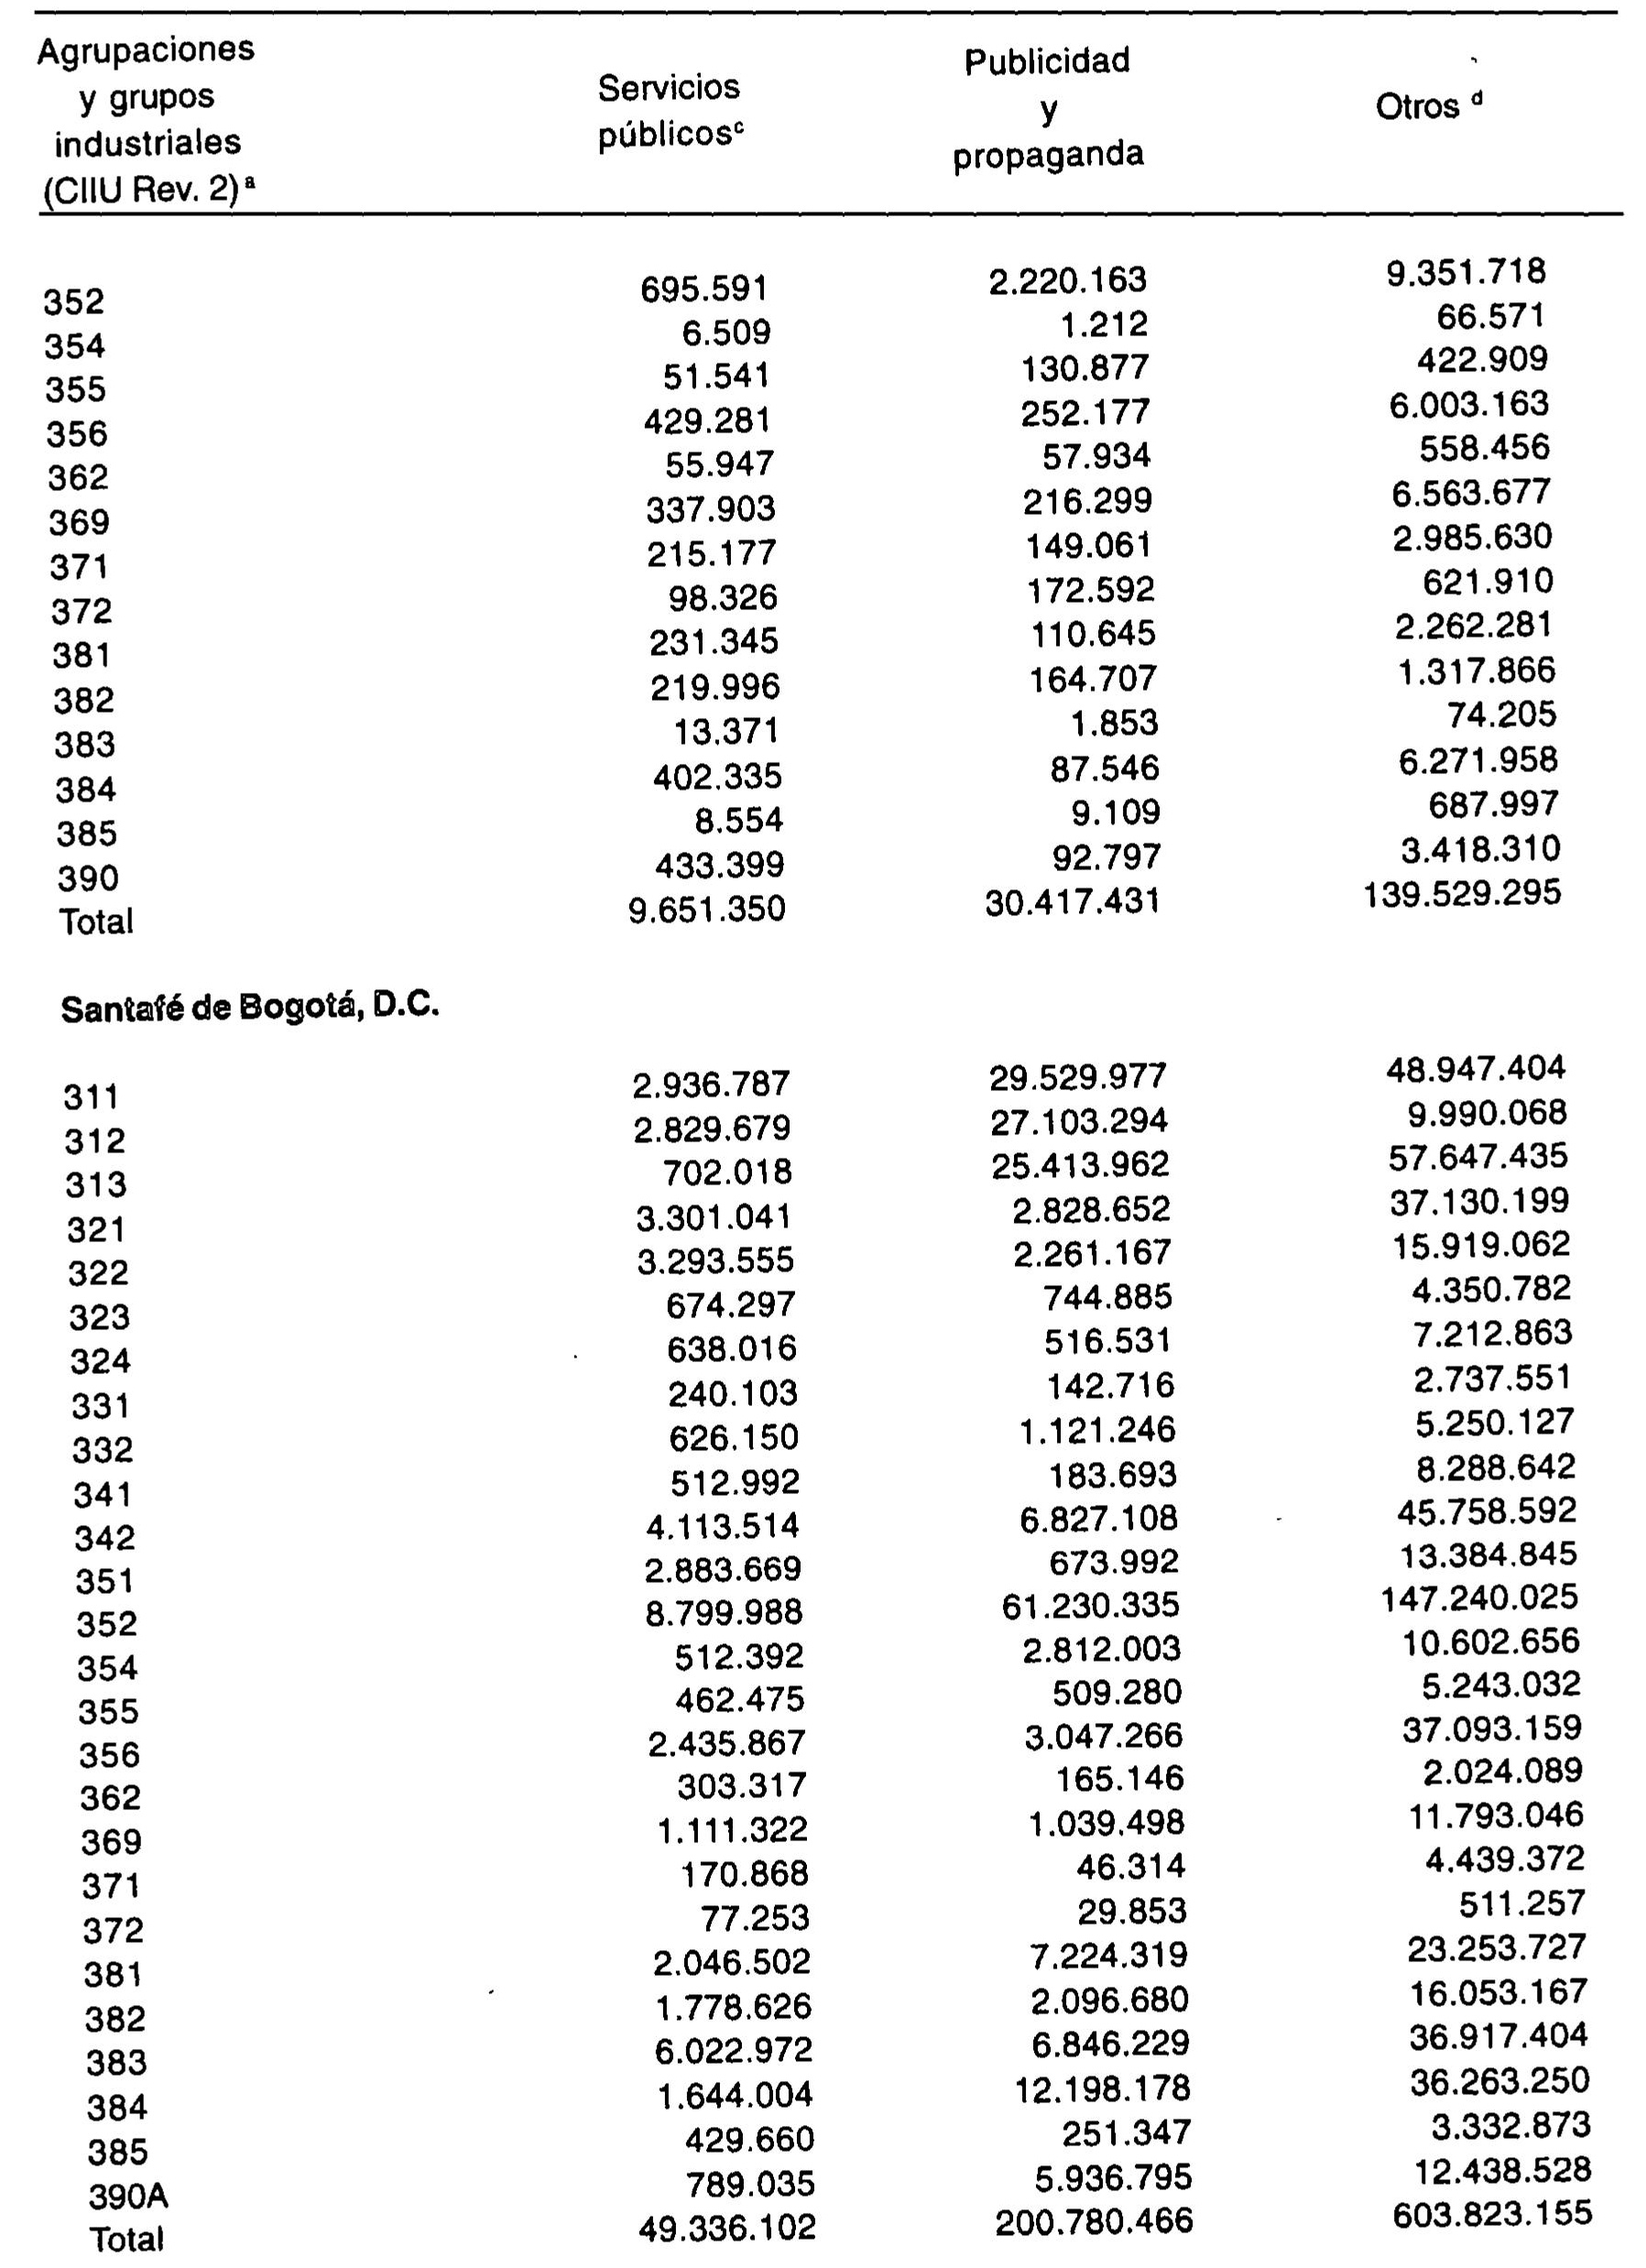 Agrupaciones y grupos industriales (CIIU Rev. 2) a Servicios públicos c Publicidad y propaganda Otros d
352 695.591 2.220.163 9.351.718
354 6.509 1.212 66.571
355 51.541 130.877 422.909
356 429.281 252.177 6.003.163
362 55.947 57.934 558.456
369 337.903 216.299 6.563.677
371 215.177 149.061 2.985.630
372 98.326 172.592 621.910
381 231.345 110.645 2.262.281
382 219.996 164.707 1.317.866
383 13.371 1.853 74.205
384 402.335 87.546 6.271.958
385 8.554 9.109 687.997
390 433.399 92.797 3.418.310
Total 9.651.350 30.417.431 139.529.295
Santafé de Bogotá, D.C.
311 2.936.787 29.529.977 48.947.404
312 2.829.679 27.103.294 9.990.068
313 702.018 25.413.962 57.647.435
321 3.301.041 2.828.652 37.130.199
322 3.293.555 2.261.167 15.919.062
323 674.297 744.885 4.350.782
324 638.016 516.531 7.212.863
331 240.103 142.716 2.737.551
332 626.150 1.121.246 5.250.127
341 512.992 183.693 8.288.642
342 4.113.514 6.827.108 45.758.592
351 2.883.669 673.992 13.384.845
352 8.799.988 61.230.335 147.240.025
354 512.392 2.812.003 10.602.656
355 462.475 509.280 5.243.032
356 2.435.867 3.047.266 37.093.159
362 303.317 165.146 2.024.089
369 1.111.322 1.039.498 11.793.046
371 170.868 46.314 4.439.372
372 77.253 29.853 511.257
381 2.046.502 7.224.319 23.253.727
382 1.778.626 2.096.680 16.053.167
383 6.022.972 6.846.229 36.917.404
384 1.644.004 12.198.178 36.263.250
385 429.660 251.347 3.332.873
390A 789.035 5.936.795 12.438.528
Total 49.336.102 200.780.466 603.823.155